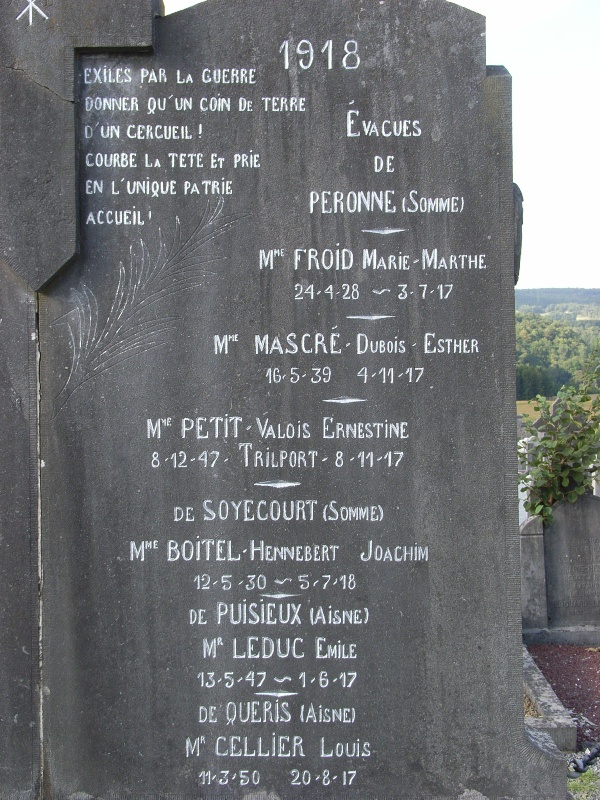 1918
EXILES PAR LA GUERRE
DONNER QU'UN COIN DE TERRE
D'UN CERCUEIL !
COURBE LA TETE ET PRIE
EN L'UNIQUE PATRIE
ACCUEIL !
ÉVACUES
DE
PERONNE (SOMME)
MME FROID MARIE-MARTHE
24-4-28 ~ 3-7-17
MME MASCRÉ-DUBOIS-ESTHER
16-5-39 4-11-17
MME PETIT-VALOIS ERNESTINE
8-12-47-TRILPORT-8-11-17
DE SOYECOURT (SOMME)
MME BOITEL-HENNEBERT JOACHIM
12-5-30 ~ 5-7-18
DE PUISIEUX (AISNE)
MR LEDUC EMILE
13-5-47 ~ 1-6-17
DE QUERIS (AISNE)
MR CELLIER LOUIS
11-3-50 20-8-17